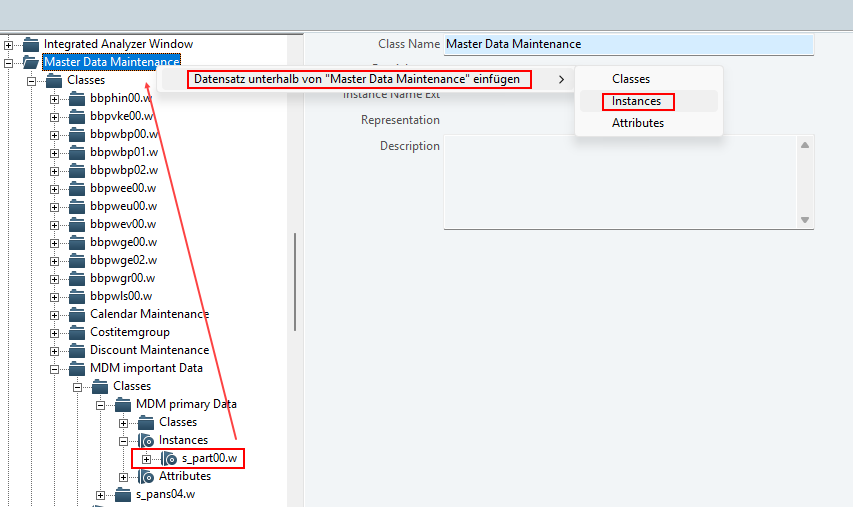 Integrated Analyzer Window
Master Data Maintenance
Classes
bbphin00.w
bbpvke00.w
bbpwbp00.w
bbpwbp01.w
bbpwbp02.w
bbpwee00.w
bbpweu00.w
bbpwev00.w
bbpwge00.w
bbpwge02.w
bbpwgr00.w
bbpwls00.w
Calendar Maintenance
Costitemgroup
Discount Maintenance
MDM important Data
Classes
MDM primary Data
Classes
Instances
s_part00.w
Attributes
s_pans04.w
Class Name Master Data Maintenance
Datensatz unterhalb von "Master Data Maintenance" einfügen
Classes
Instances
Attributes
Instance Name Ext
Representation
Description